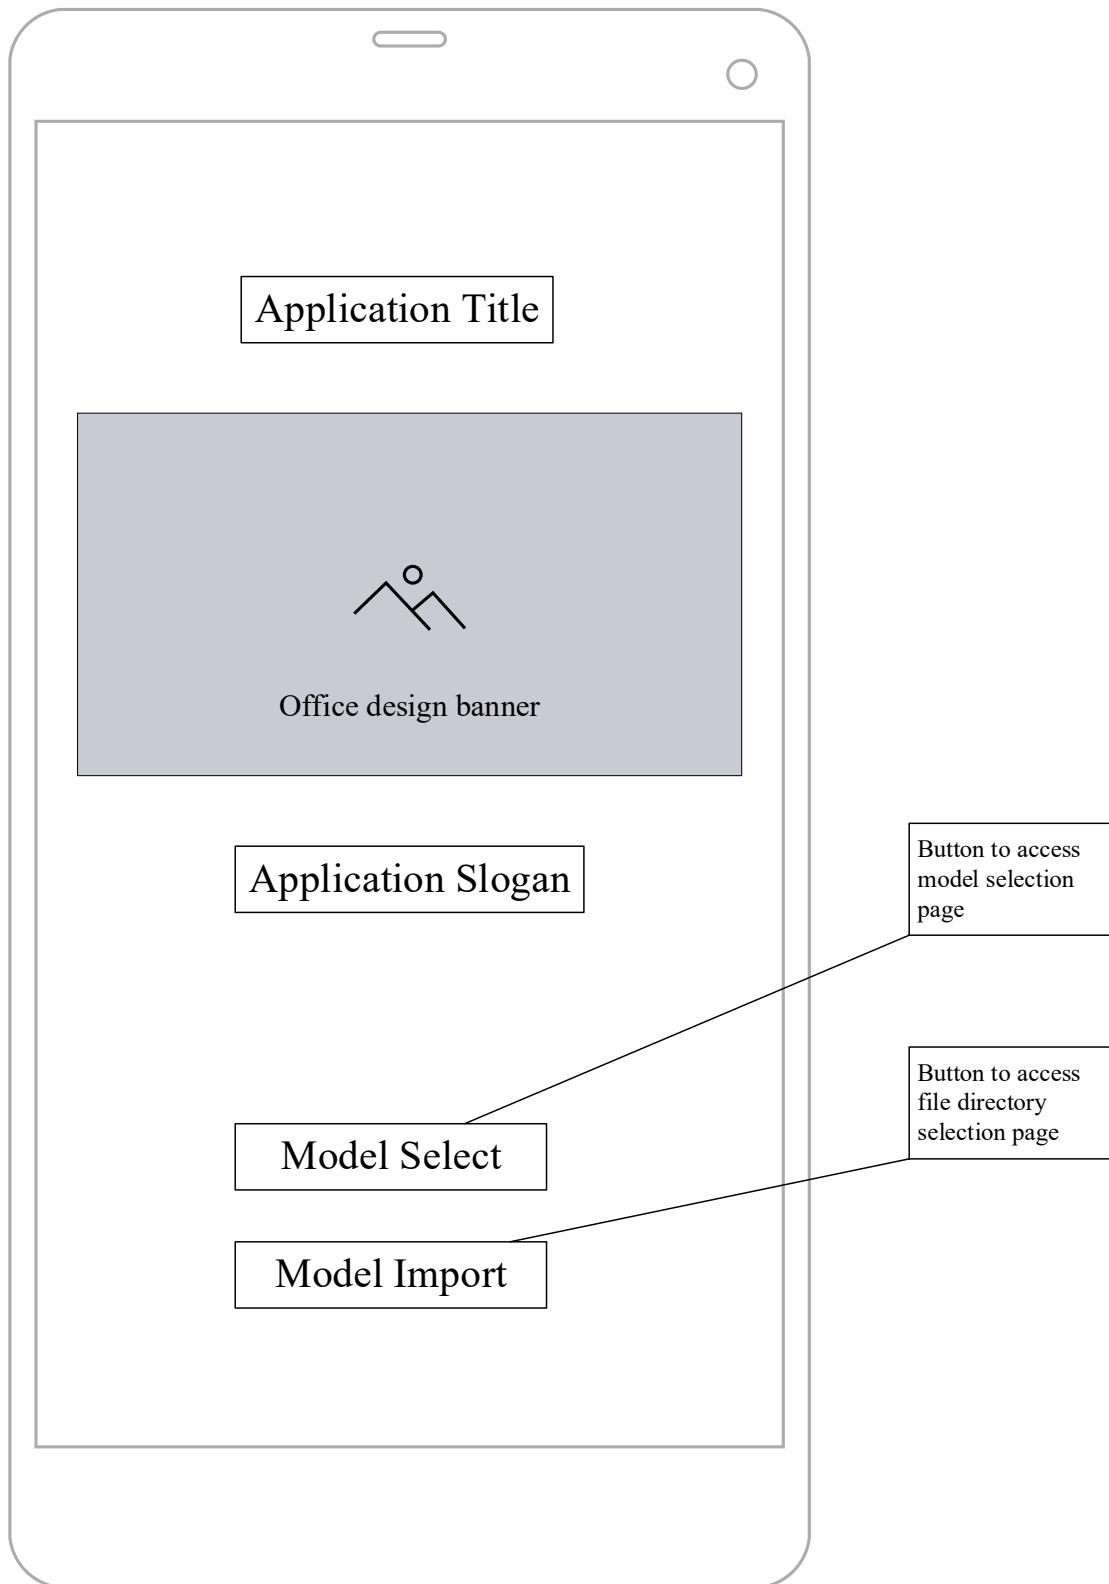 Application Title
Office design banner
Application Slogan
Button to access
model selection
page
Button to access
file directory
selection page
Model Select
Model Import